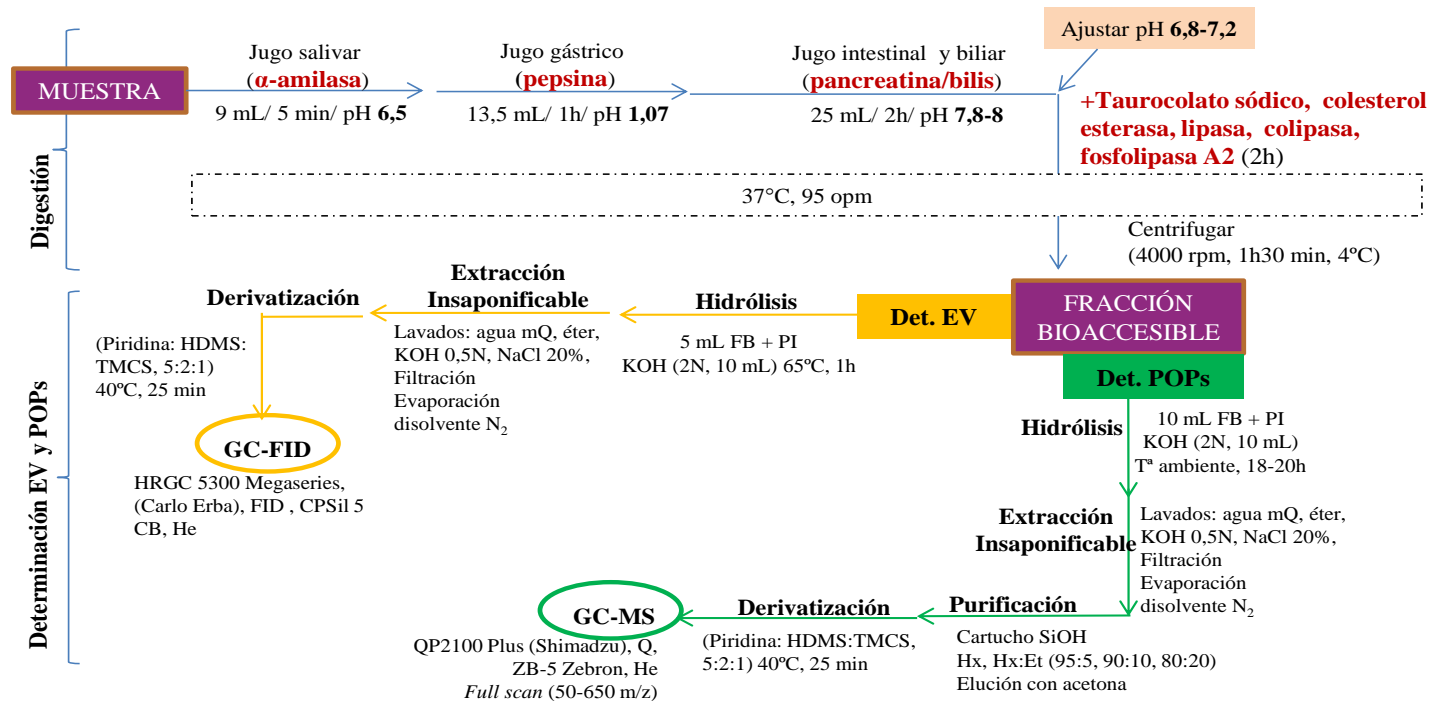 Digestión
MUESTRA
Jugo salivar
(α-amilasa)
9 mL/ 5 min/ pH 6,5
Jugo gástrico
(pepsina)
13,5 mL/ 1h/ pH 1,07
Jugo intestinal y biliar
(pancreatina/bilis)
25 mL/ 2h/ pH 7,8-8
Ajustar pH 6,8-7,2
+Taurocolato sódico, colesterol
esterasa, lipasa, colipasa,
fosfolipasa A2 (2h)
37°C, 95 opm
Centrifugar
(4000 rpm, 1h30 min, 4ºC)
Determinación EV y POPs
FRACCIÓN
BIOACCESIBLE
Det. EV
Hidrólisis
5 mL FB + PI
KOH (2N, 10 mL) 65ºC, 1h
Extracción
Insaponificable
Lavados: agua mQ, éter,
KOH 0,5N, NaCl 20%,
Filtración
Evaporación
disolvente N2
Derivatización
(Piridina: HDMS:
TMCS, 5:2:1)
40ºC, 25 min
GC-FID
HRGC 5300 Megaseries,
(Carlo Erba), FID , CPSil 5
CB, He
Det. POPs
Hidrólisis
10 mL FB + PI
KOH (2N, 10 mL)
Tª ambiente, 18-20h
Extracción
Insaponificable
Lavados: agua mQ, éter,
KOH 0,5N, NaCl 20%,
Filtración
Evaporación
disolvente N2
Purificación
Cartucho SiOH
Hx, Hx:Et (95:5, 90:10, 80:20)
Elución con acetona
Derivatización
(Piridina: HDMS:TMCS,
5:2:1) 40ºC, 25 min
GC-MS
QP2100 Plus (Shimadzu), Q,
ZB-5 Zebron, He
Full scan (50-650 m/z)